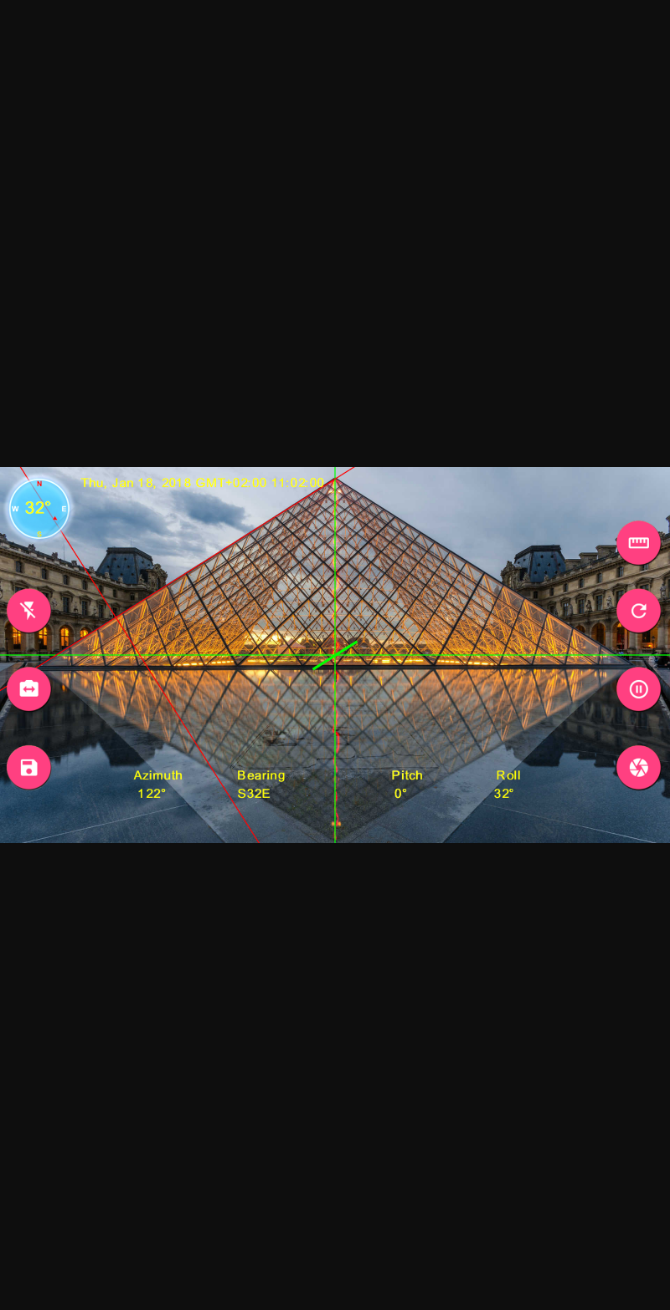 Thu, Jan 18, 2018 GMT+02:00 11:02:00
N
W 32° E
S
Azimuth Bearing Pitch Roll
122° S32E 0° 32°